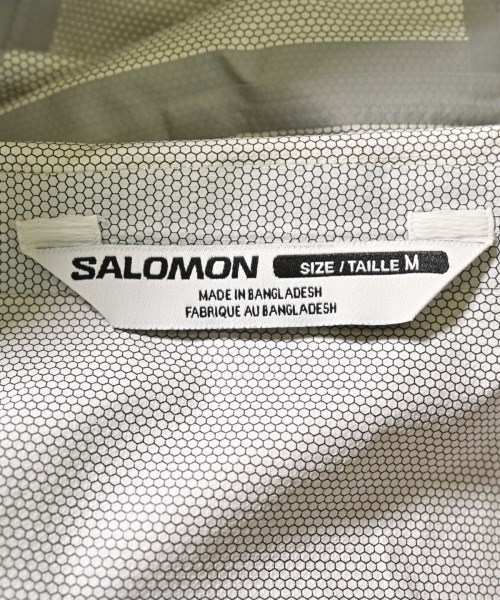 SALOMON SIZE / TAILLE M
MADE IN BANGLADESH
FABRIQUE AU BANGLADESH